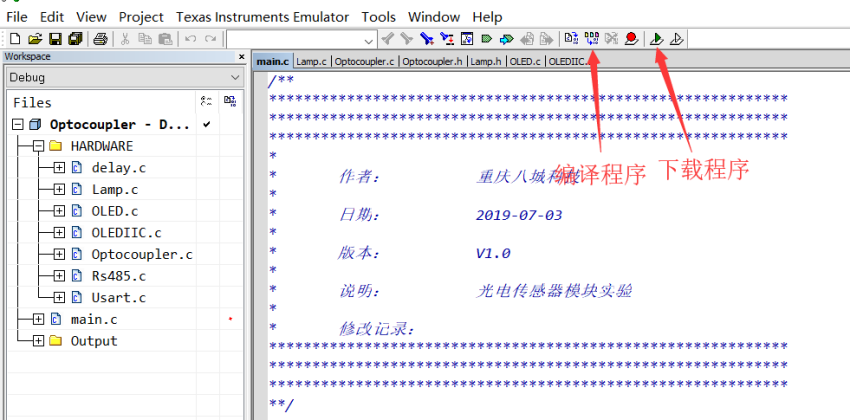 File Edit View Project Texas Instruments Emulator Tools Window Help
Workspace
Debug
Files
Optocoupler - D...
HARDWARE
delay.c
Lamp.c
OLED.c
OLEDIIC.c
Optocoupler.c
Rs485.c
Usart.c
main.c
Output
main.c Lamp.c Optocoupler.c Optocoupler.h Lamp.h OLED.c OLEDIIC.
/**
************************************************************
************************************************************
************************************************************
*
* 作者: 重庆八城科技
*
* 日期: 2019-07-03
*
* 版本: V1.0
*
* 说明: 光电传感器模块实验
*
* 修改记录:
************************************************************
************************************************************
************************************************************
**/
编译程序
下载程序